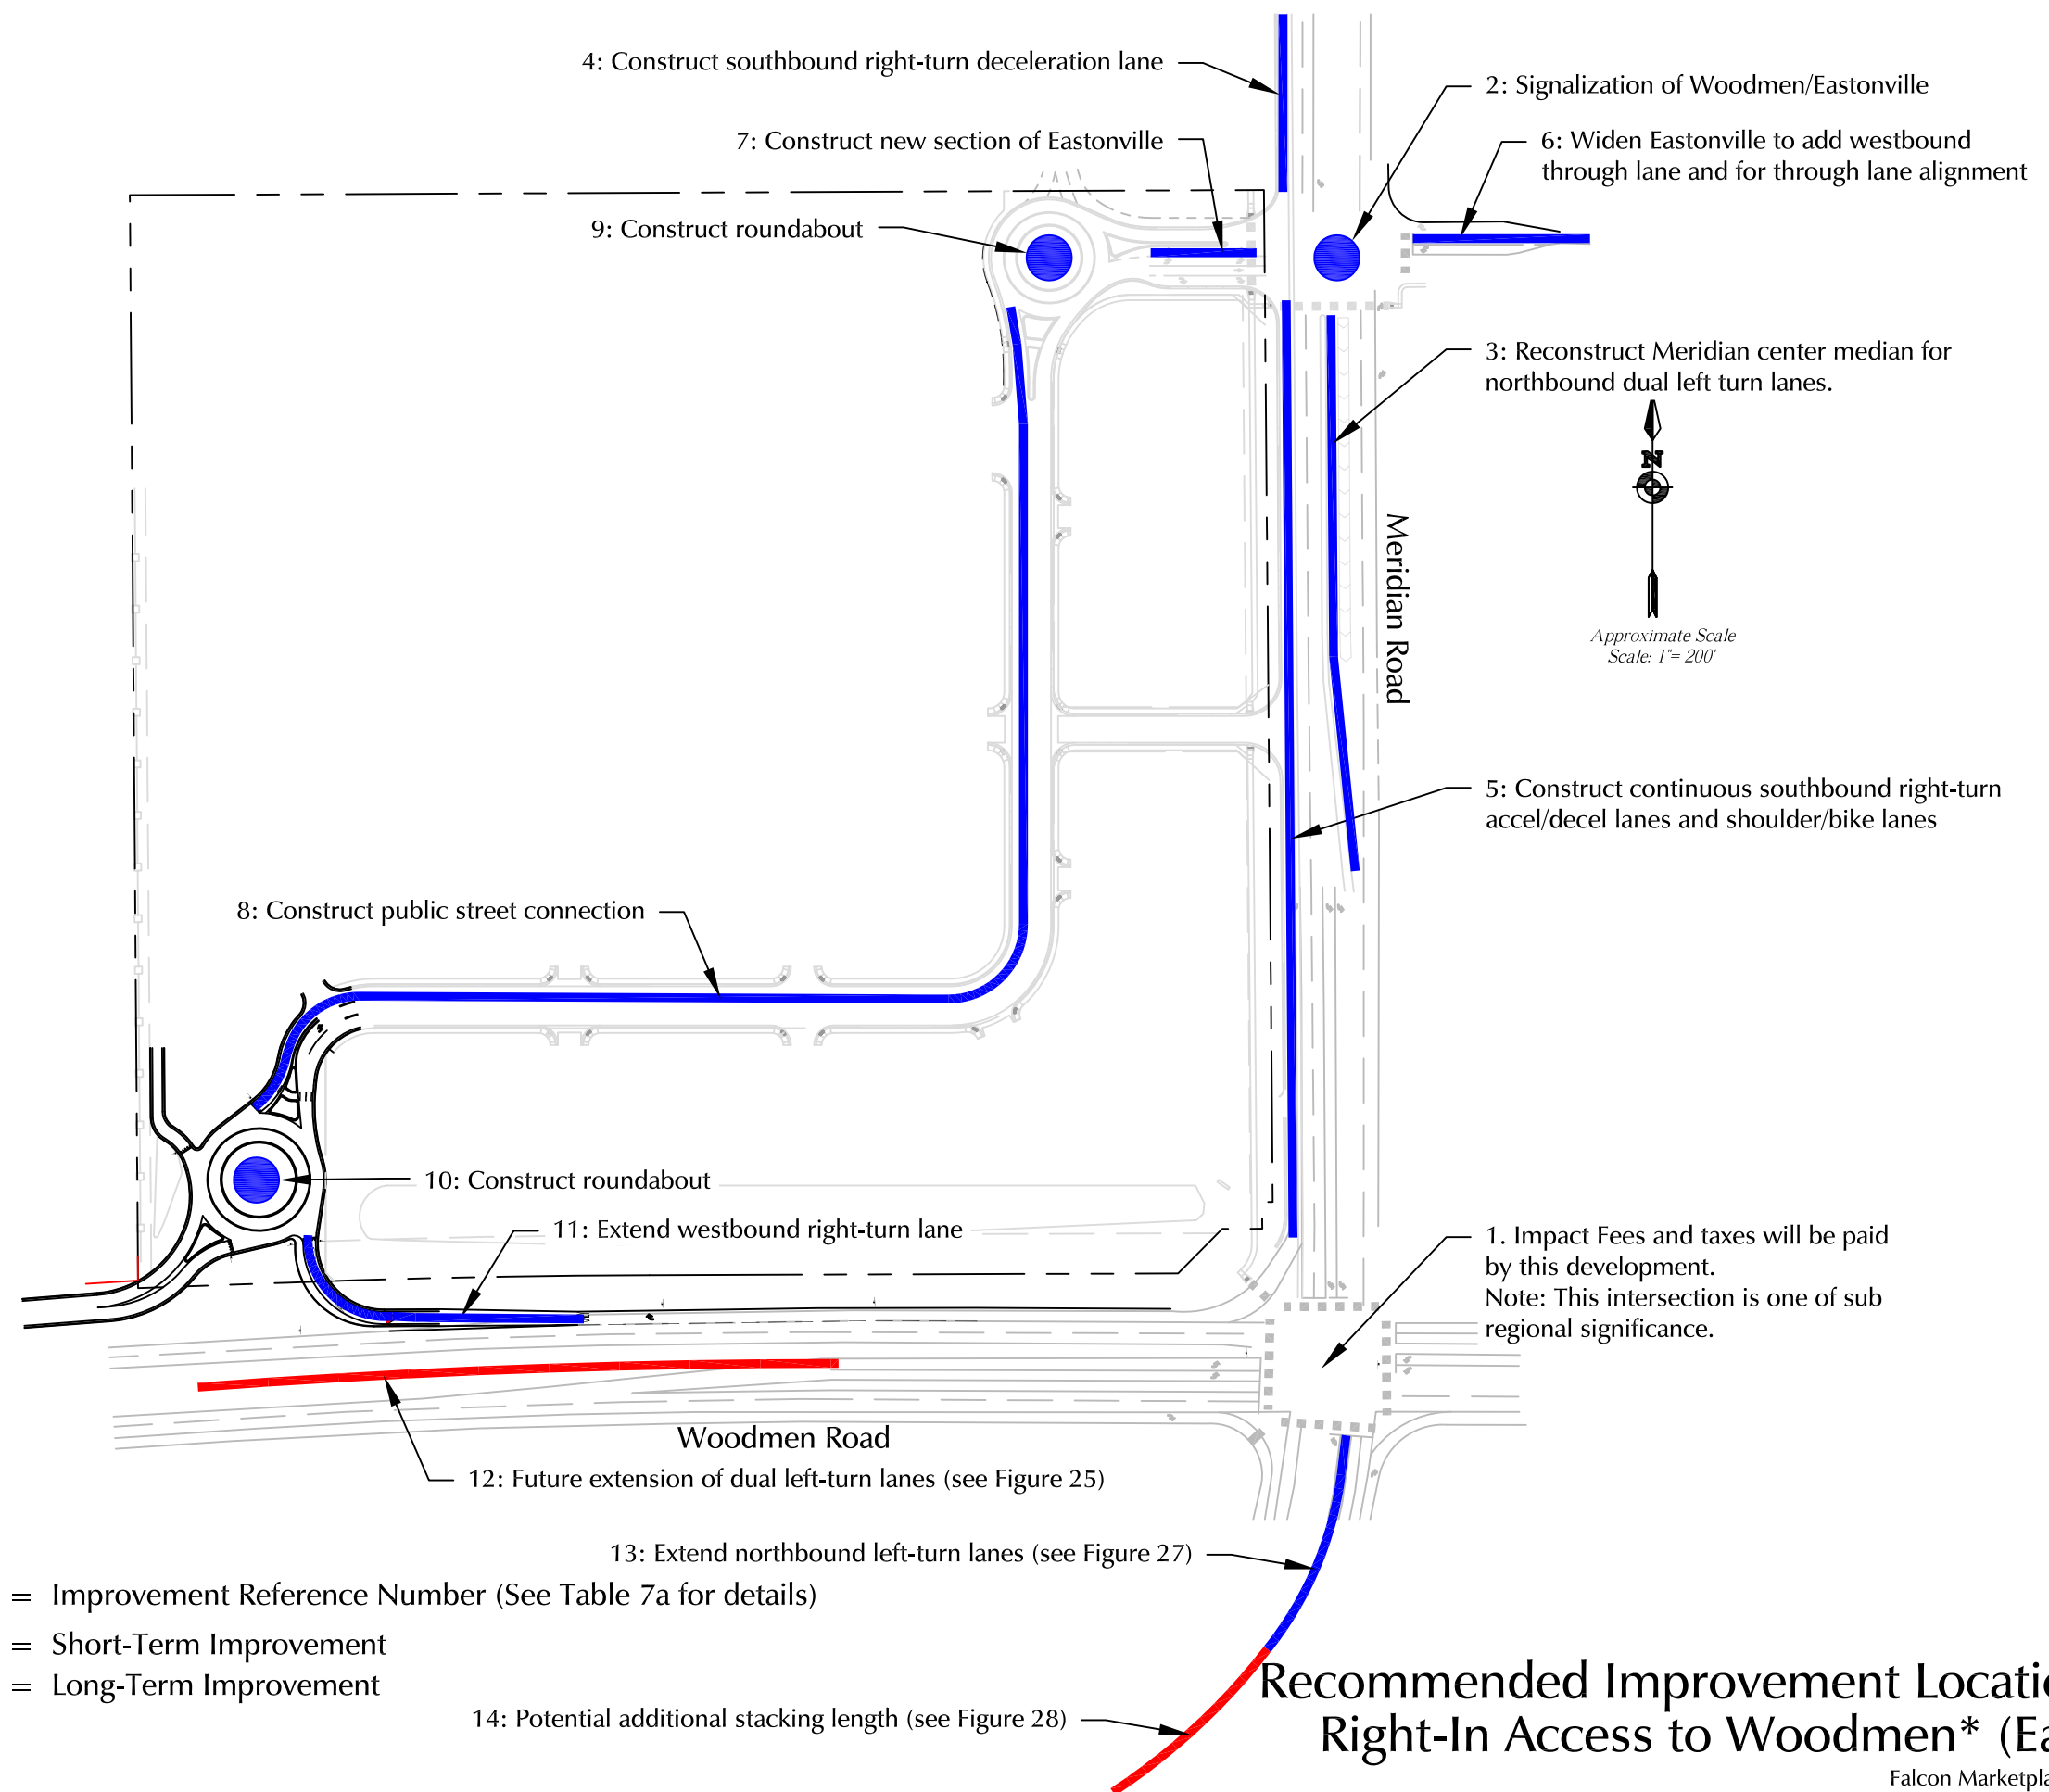 4: Construct southbound right-turn deceleration lane
2: Signalization of Woodmen/Eastonville
7: Construct new section of Eastonville
6: Widen Eastonville to add westbound
through lane and for through lane alignment
9: Construct roundabout
3: Reconstruct Meridian center median for
northbound dual left turn lanes.
N
Meridian Road
Approximate Scale
Scale: 1"= 200'
5: Construct continuous southbound right-turn
accel/decel lanes and shoulder/bike lanes
8: Construct public street connection
10: Construct roundabout
11: Extend westbound right-turn lane
1. Impact Fees and taxes will be paid
by this development.
Note: This intersection is one of sub
regional significance.
Woodmen Road
12: Future extension of dual left-turn lanes (see Figure 25)
13: Extend northbound left-turn lanes (see Figure 27)
= Improvement Reference Number (See Table 7a for details)
= Short-Term Improvement
= Long-Term Improvement
14: Potential additional stacking length (see Figure 28)
Recommended Improvement
Right-In Access to Woodmen*
Falcon